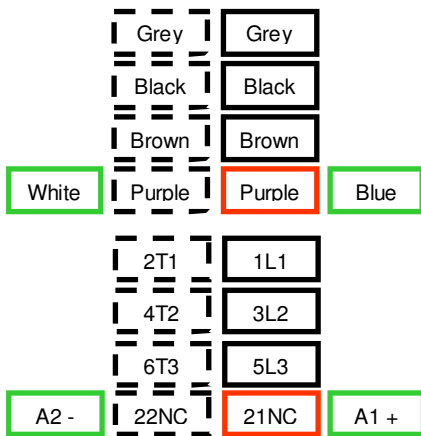 Grey Grey
Black Black
Brown Brown
White Purple Purple Blue
2T1 1L1
4T2 3L2
6T3 5L3
A2 - 22NC 21NC A1 +